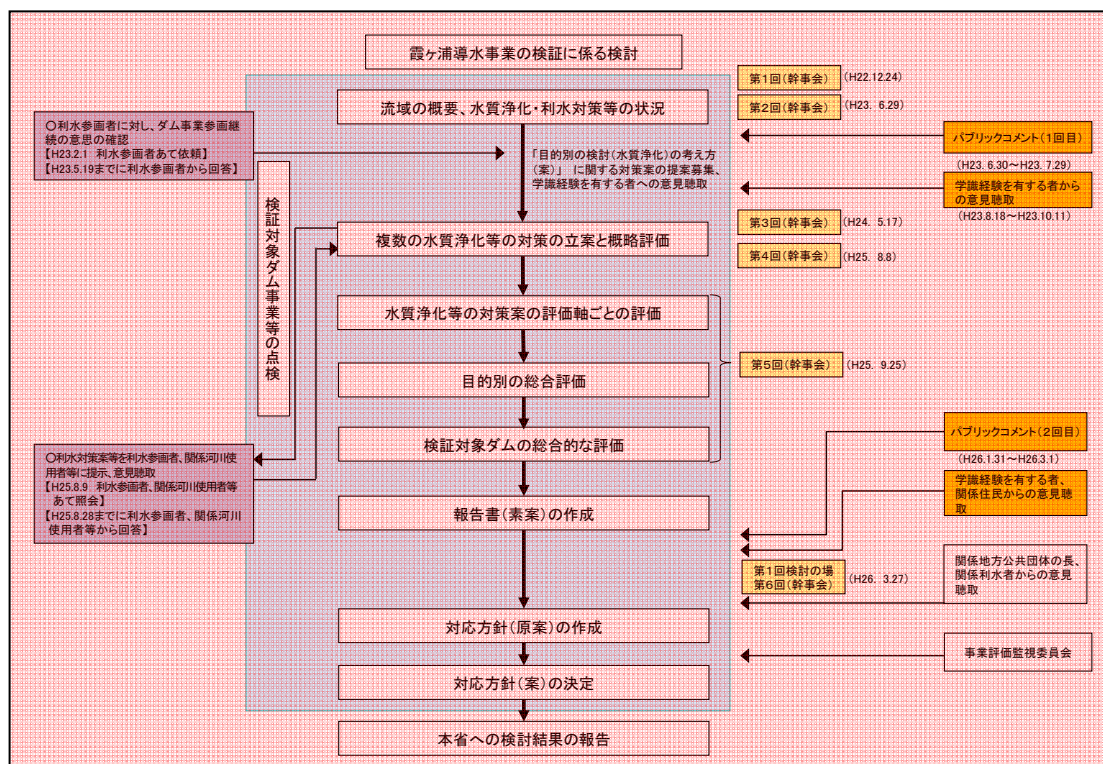 霞ヶ浦導水事業の検証に係る検討
第1回(幹事会)
(H22.12.24)
流域の概要、水質浄化・利水対策等の状況
第2回(幹事会)
(H23. 6.29)
〇利水参画者に対し、ダム事業参画継
続の意思の確認
【H23.2.1 利水参画者あて依頼】
【H23.5.19までに利水参画者から回答】
パブリックコメント(1回目)
(H23. 6.30～H23. 7.29)
「目的別の検討(水質浄化)の考え方
(案)」 に関する対策案の提案募集、
学識経験を有する者への意見聴取
学識経験を有する者から
の意見聴取
(H23.8.18～H23.10.11)
検証対象ダム事業等の点検
第3回(幹事会)
(H24. 5.17)
複数の水質浄化等の対策の立案と概略評価
第4回(幹事会)
(H25. 8.8)
水質浄化等の対策案の評価軸ごとの評価
第5回(幹事会)
(H25. 9.25)
目的別の総合評価
検証対象ダムの総合的な評価
パブリックコメント(2回目)
(H26.1.31～H26.3.1)
〇利水対策案等を利水参画者、関係河川使
用者等に提示、意見聴取
【H25.8.9 利水参画者、関係河川使用者等
あて照会】
【H25.8.28までに利水参画者、関係河川
使用者等から回答】
学識経験を有する者、
関係住民からの意見聴
取
報告書(素案)の作成
第1回検討の場
第6回(幹事会)
(H26. 3.27)
関係地方公共団体の長、
関係利水者からの意見
聴取
対応方針(原案)の作成
事業評価監視委員会
対応方針(案)の決定
本省への検討結果の報告